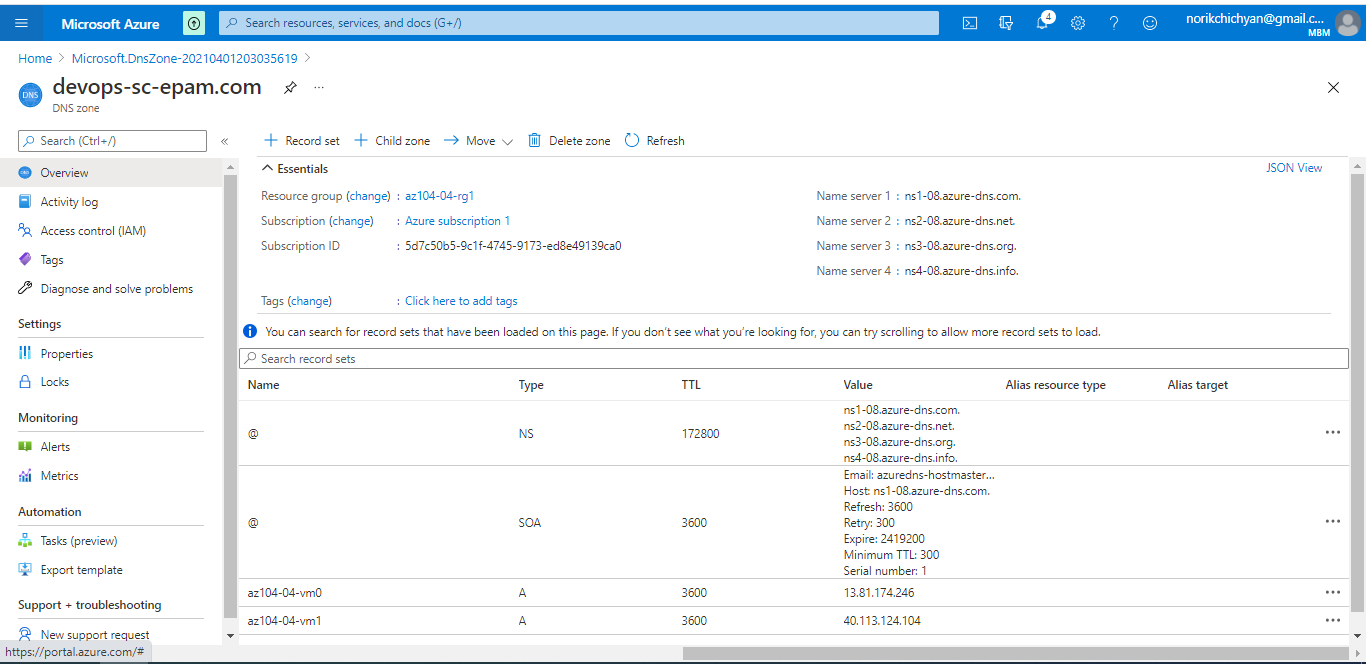 Microsoft Azure
Search resources, services, and docs (G+/)
4
norikchichyan@gmail.c...
MBM
Home > Microsoft.DnsZone-20210401203035619 >
DNS
devops-sc-epam.com
...
DNS zone
Search (Ctrl+/)
«
Overview
Activity log
Access control (IAM)
Tags
Diagnose and solve problems
Settings
Properties
Locks
Monitoring
Alerts
Metrics
Automation
Tasks (preview)
Export template
Support + troubleshooting
New support request
https://portal.azure.com/#
+ Record set + Child zone → Move Delete zone Refresh
Essentials
JSON View
Resource group (change) : az104-04-rg1
Subscription (change) : Azure subscription 1
Subscription ID : 5d7c50b5-9c1f-4745-9173-ed8e49139ca0
Tags (change) : Click here to add tags
Name server 1 : ns1-08.azure-dns.com.
Name server 2 : ns2-08.azure-dns.net.
Name server 3 : ns3-08.azure-dns.org.
Name server 4 : ns4-08.azure-dns.info.
You can search for record sets that have been loaded on this page. If you don't see what you're looking for, you can try scrolling to allow more record sets to load.
Search record sets
Name Type TTL Value Alias resource type Alias target
@ NS 172800
ns1-08.azure-dns.com.
ns2-08.azure-dns.net.
ns3-08.azure-dns.org.
ns4-08.azure-dns.info.
...
@ SOA 3600
Email: azuredns-hostmaster...
Host: ns1-08.azure-dns.com.
Refresh: 3600
Retry: 300
Expire: 2419200
Minimum TTL: 300
Serial number: 1
...
az104-04-vm0 A 3600 13.81.174.246 ...
az104-04-vm1 A 3600 40.113.124.104 ...